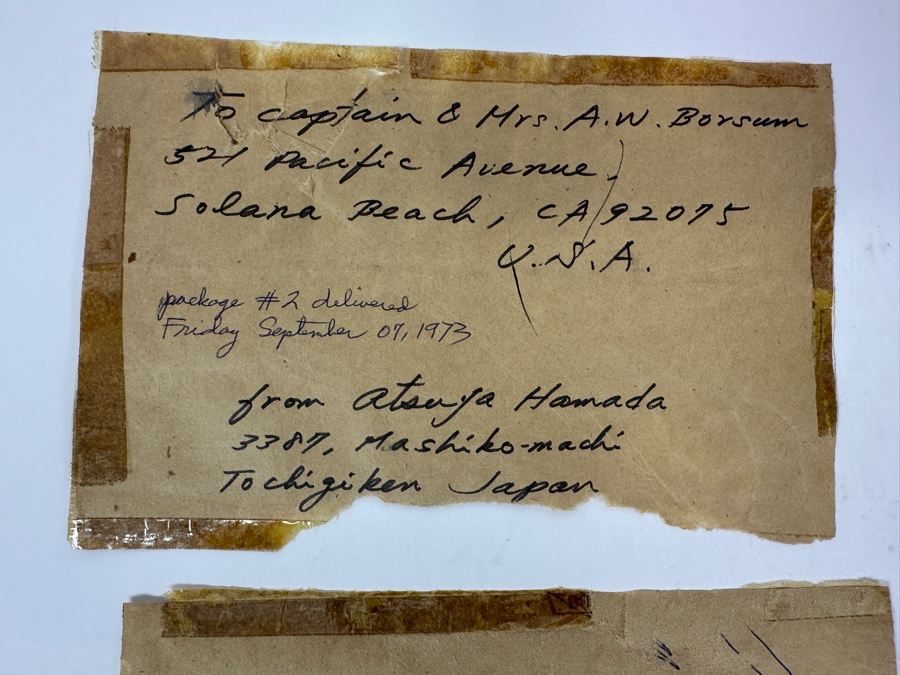 To Captain & Mrs. A.W. Borsum
521 Pacific Avenue.
Solana Beach, CA 92075
U.S.A.
package #2 delivered
Friday September 07, 1973
from Atsuya Hamada
3387, Mashiko-machi
Tochigiken Japan